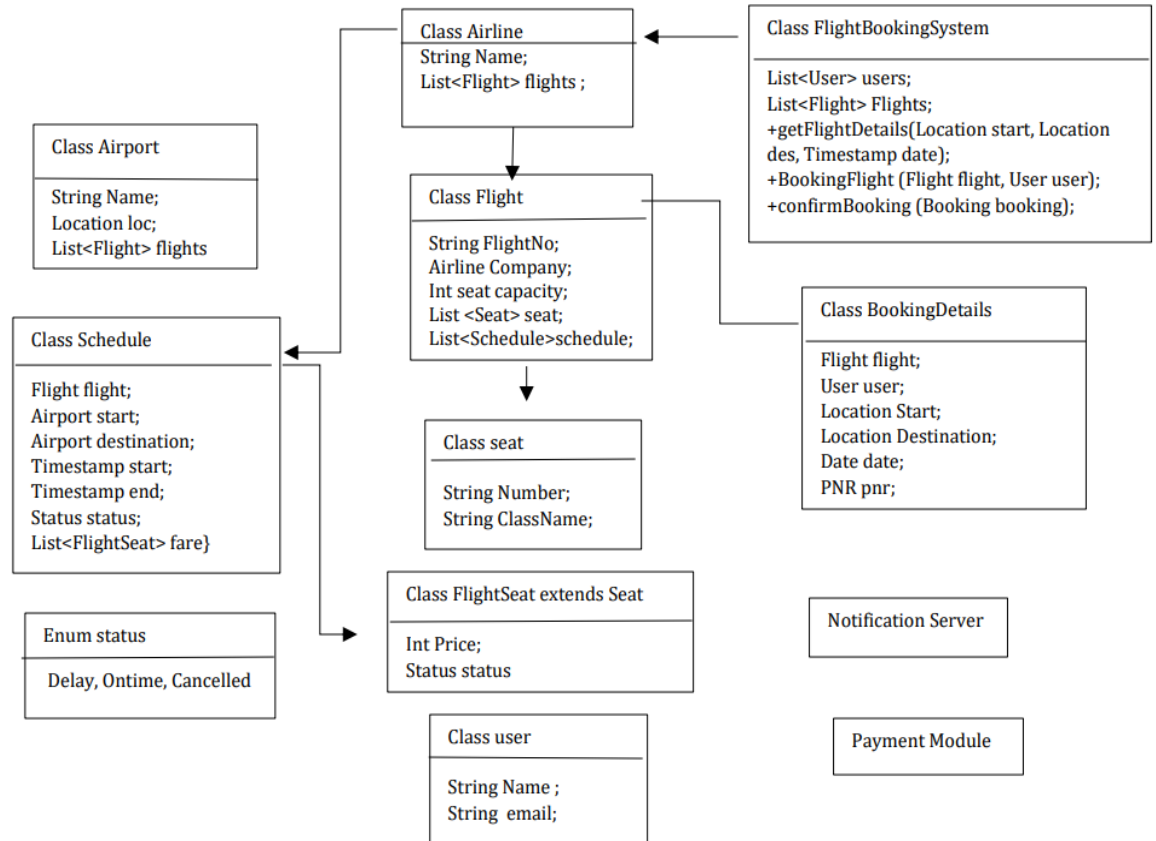 Class Airline
String Name;
List<Flight> flights ;
Class FlightBookingSystem
List<User> users;
List<Flight> Flights;
+getFlightDetails(Location start, Location
des, Timestamp date);
+BookingFlight (Flight flight, User user);
+confirmBooking (Booking booking);
Class Airport
String Name;
Location loc;
List<Flight> flights
Class Flight
String FlightNo;
Airline Company;
Int seat capacity;
List <Seat> seat;
List<Schedule>schedule;
Class BookingDetails
Flight flight;
User user;
Location Start;
Location Destination;
Date date;
PNR pnr;
Class Schedule
Flight flight;
Airport start;
Airport destination;
Timestamp start;
Timestamp end;
Status status;
List<FlightSeat> fare}
Class seat
String Number;
String ClassName;
Class FlightSeat extends Seat
Int Price;
Status status
Notification Server
Enum status
Delay, Ontime, Cancelled
Class user
String Name ;
String email;
Payment Module